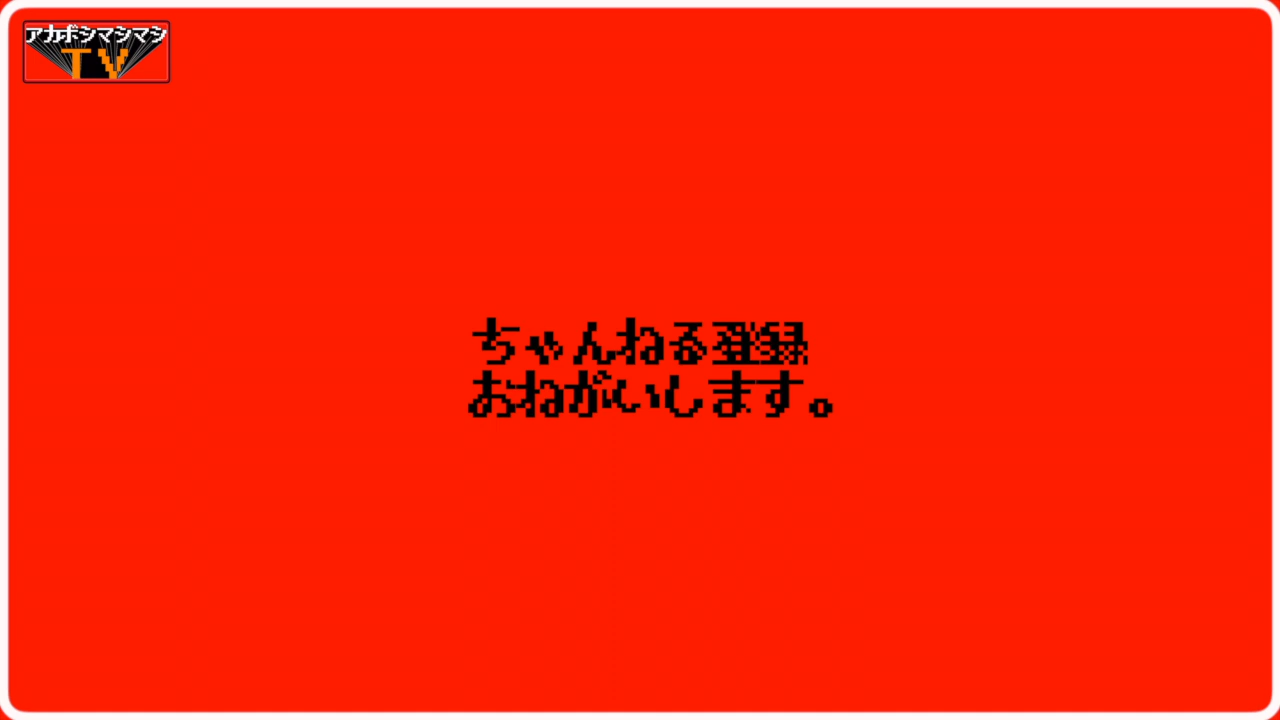 アカボシマシマシ
TV
ちゃんねる登録
おねがいします。